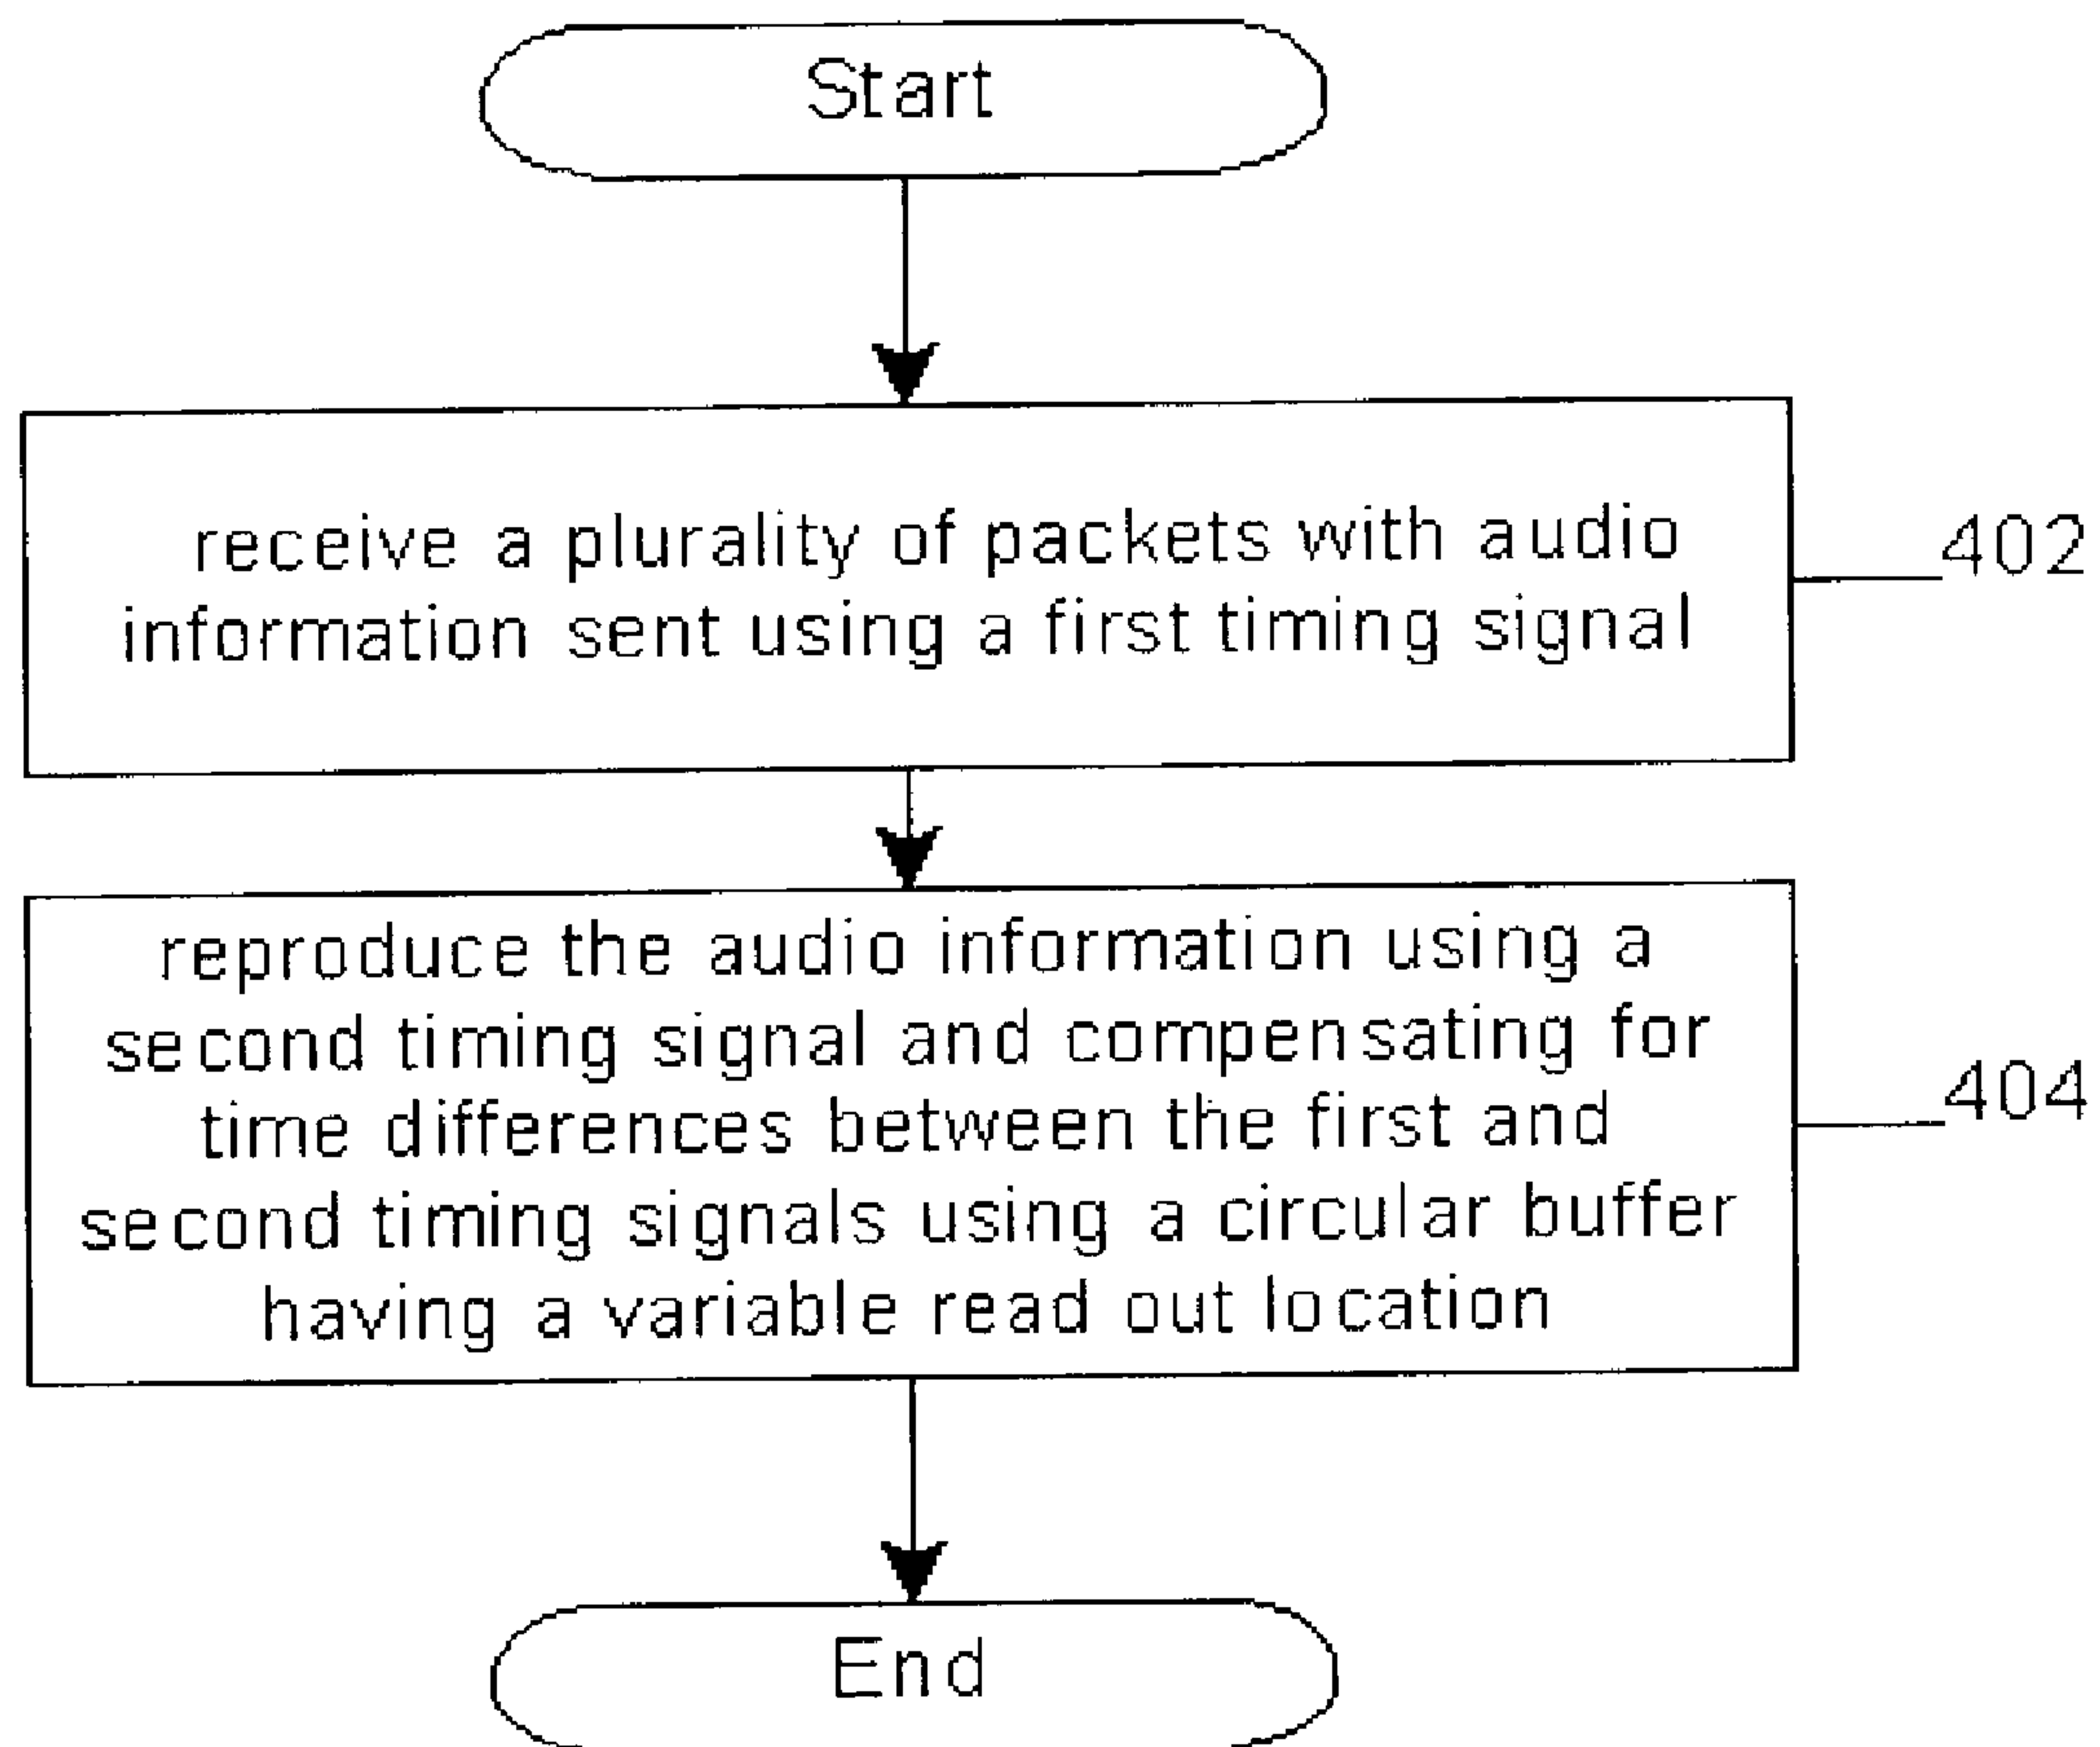 Start
receive a plurality of packets with audio
information sent using a first timing signal
402
reproduce the audio information using a
second timing signal and compensating for
time differences between the first and
second timing signals using a circular buffer
having a variable read out location
404
End